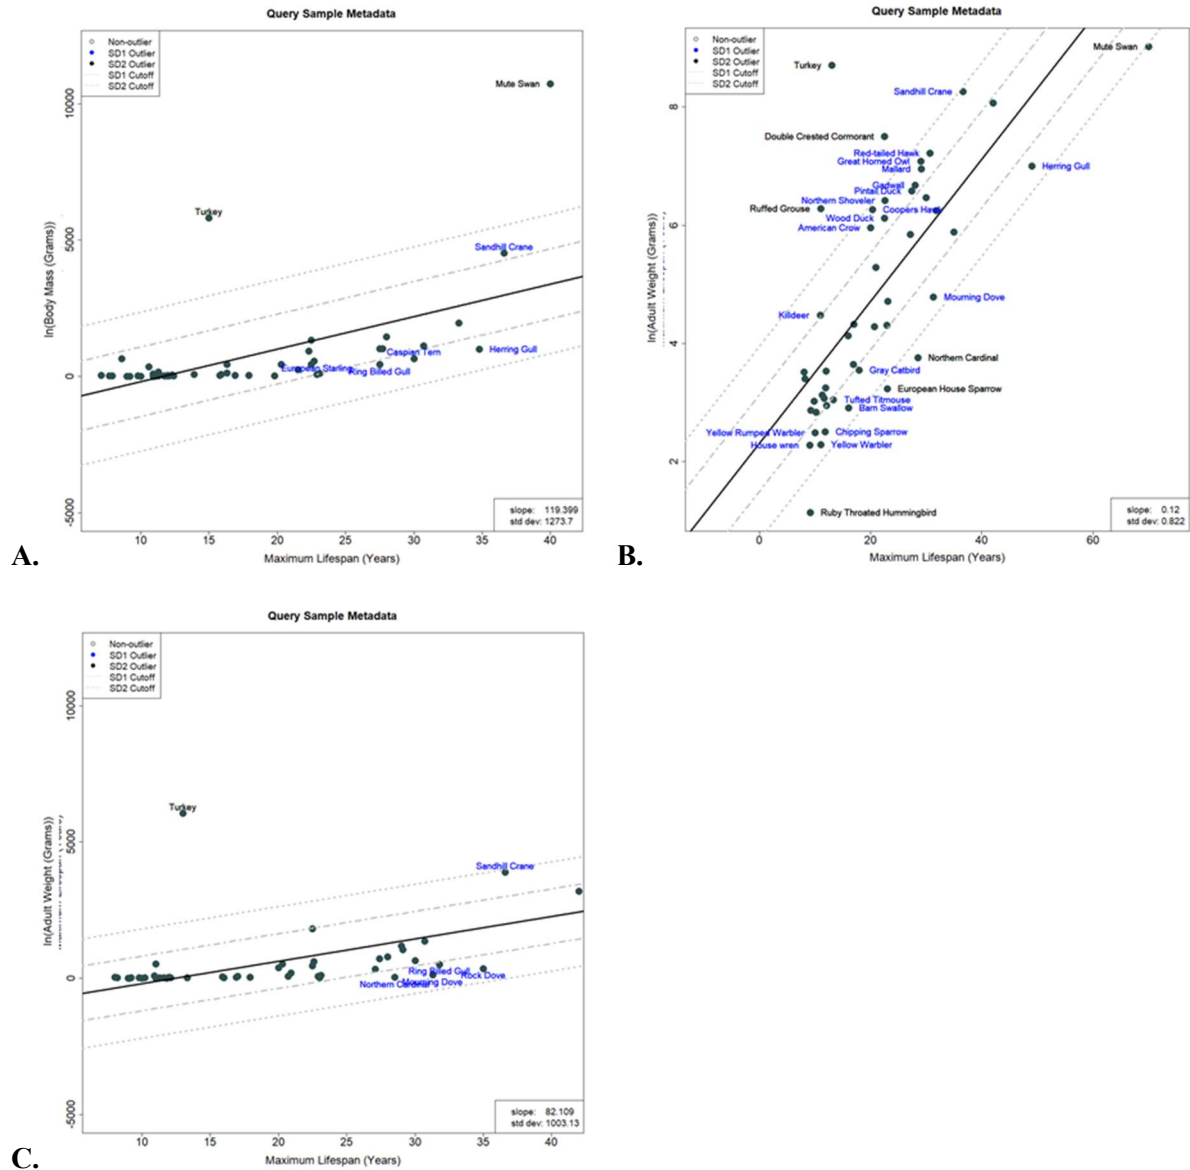 Query Sample Metadata
Non-outlier
SD1 Outlier
SD2 Outlier
SD1 Cutoff
SD2 Cutoff
Mute Swan
Turkey
Sandhill Crane
Caspian Tern
Herring Gull
European Starling
Ring Billed Gull
ln(Body Mass (Grams))
10000
5000
0
-5000
slope: 119.399
std dev: 1273.7
10 15 20 25 30 35 40
Maximum Lifespan (Years)
A.
Query Sample Metadata
Non-outlier
SD1 Outlier
SD2 Outlier
SD1 Cutoff
SD2 Cutoff
Mute Swan
Turkey
Sandhill Crane
Double Crested Cormorant
Red-tailed Hawk
Great Horned Owl
Mallard
Herring Gull
Gadwall
Pintail Duck
Northern Shoveler
Ruffed Grouse
Coopers Hawk
Wood Duck
American Crow
Mourning Dove
Killdeer
Northern Cardinal
Gray Catbird
European House Sparrow
Tufted Titmouse
Barn Swallow
Yellow Rumped Warbler
Chipping Sparrow
House wren
Yellow Warbler
Ruby Throated Hummingbird
ln(Adult Weight (Grams))
8
6
4
2
slope: 0.12
std dev: 0.822
0 20 40 60
Maximum Lifespan (Years)
B.
Query Sample Metadata
Non-outlier
SD1 Outlier
SD2 Outlier
SD1 Cutoff
SD2 Cutoff
Turkey
Sandhill Crane
Ring Billed Gull
Rock Dove
Northern Cardinal
Mourning Dove
ln(Adult Weight (Grams))
10000
5000
0
-5000
slope: 82.109
std dev: 1003.13
10 15 20 25 30 35 40
Maximum Lifespan (Years)
C.